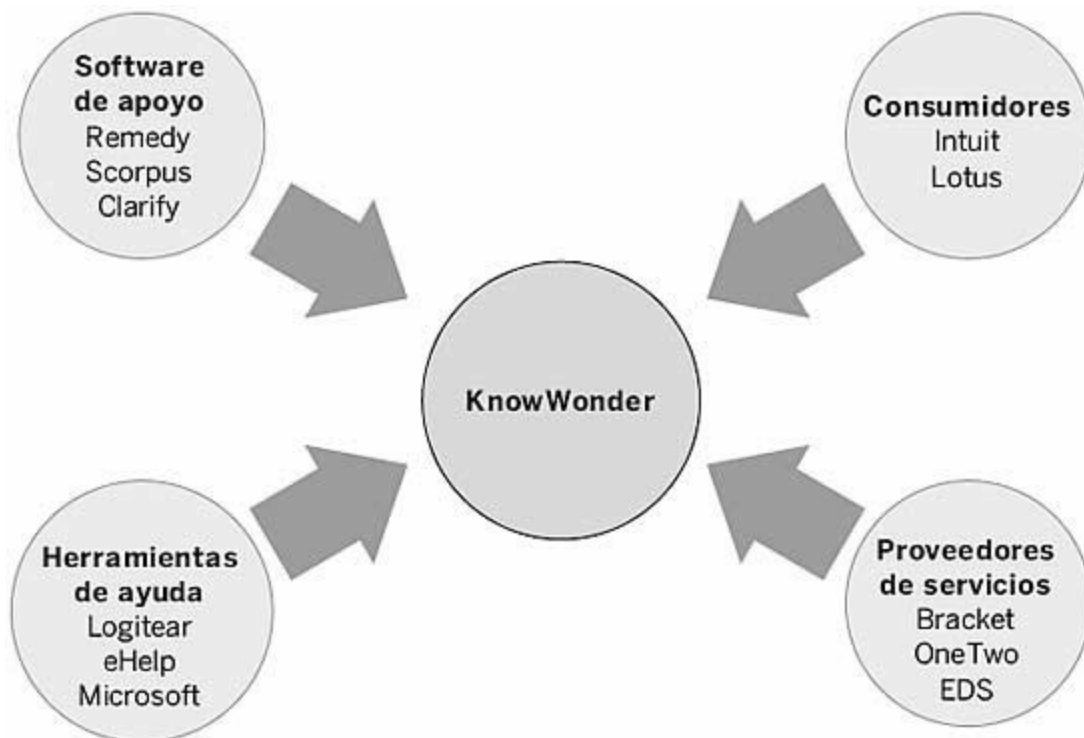 Software
de apoyo
Remedy
Scorpus
Clarify
Consumidores
Intuit
Lotus
KnowWonder
Herramientas
de ayuda
Logitear
eHelp
Microsoft
Proveedores
de servicios
Bracket
OneTwo
EDS